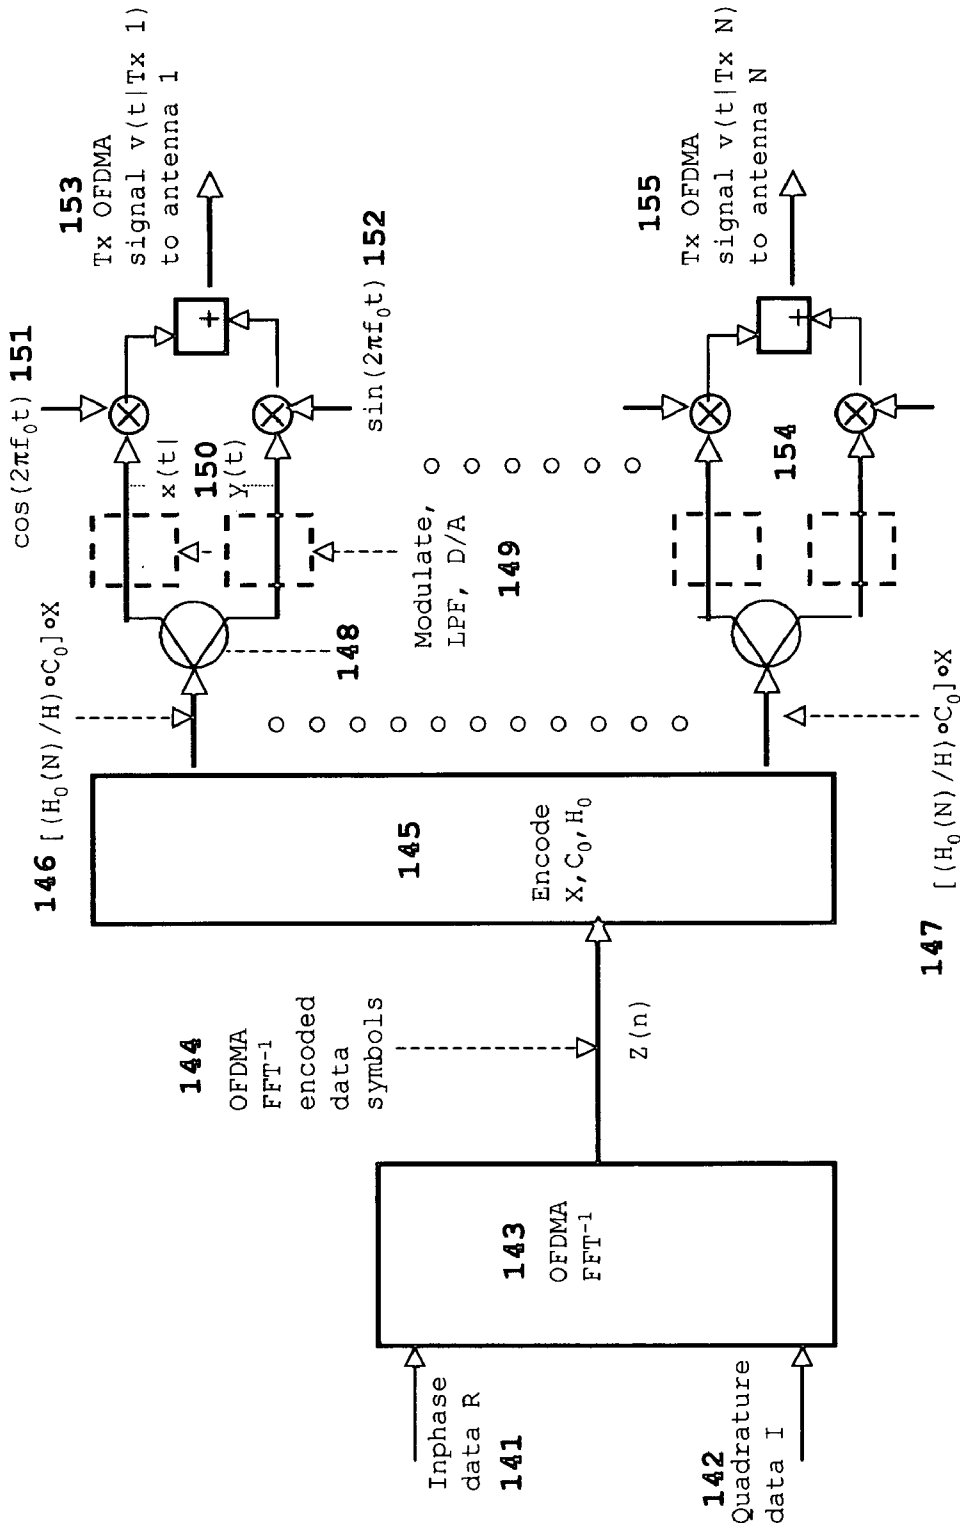 Inphase
data R
141
142
Quadrature
data I
143
OFDMA
FFT⁻¹
144
OFDMA
FFT⁻¹
encoded
data
symbols
Z(n)
145
Encode
X, C₀, H₀
146 [(H₀(N)/H)∘C₀]∘X
147 [(H₀(N)/H)∘C₀]∘X
148
Modulate,
LPF, D/A
149
x(t|
150
y(t)
cos(2πf₀t) 151
sin(2πf₀t) 152
+
153
Tx OFDMA
signal v(t|Tx 1)
to antenna 1
154
+
155
Tx OFDMA
signal v(t|Tx N)
to antenna N